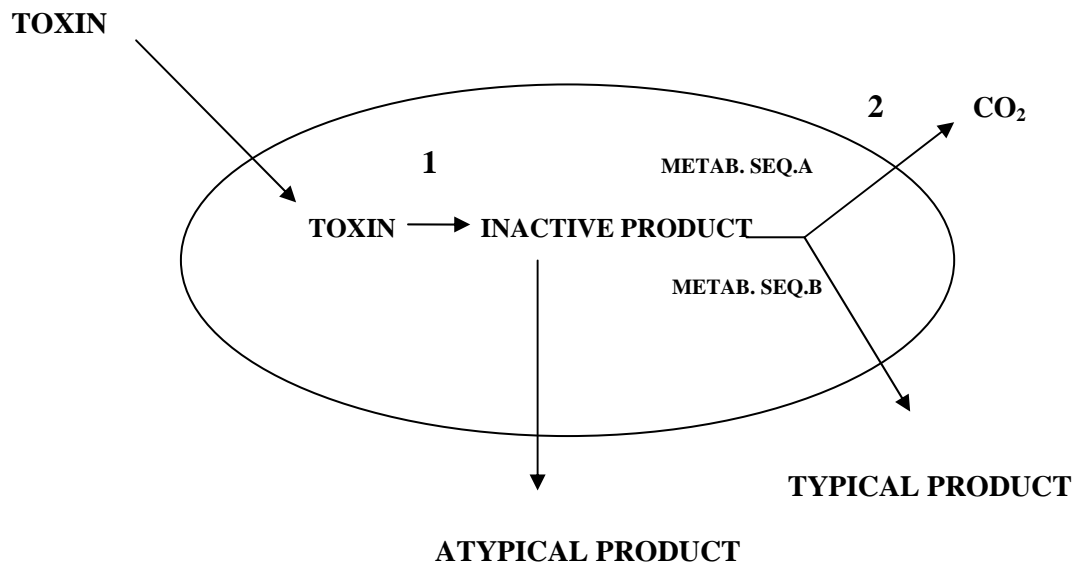 TOXIN
2 CO₂
1 METAB. SEQ.A
TOXIN INACTIVE PRODUCT
METAB. SEQ.B
TYPICAL PRODUCT
ATYPICAL PRODUCT